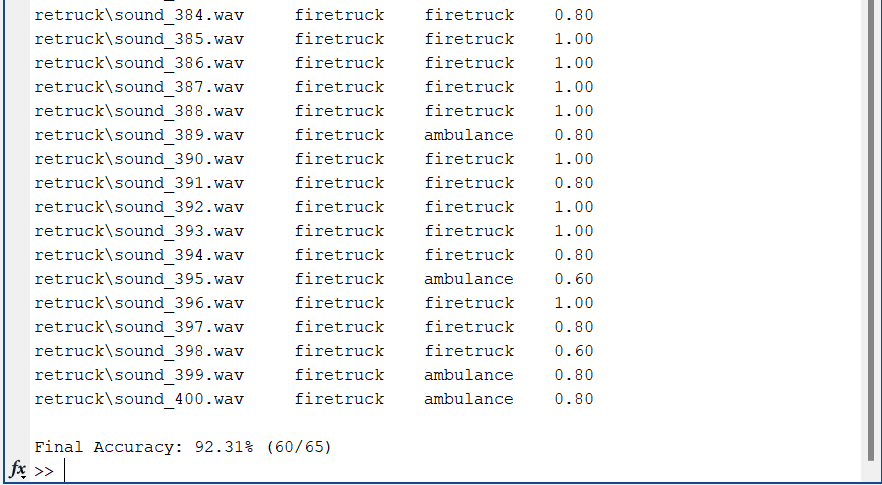 retruck\sound_384.wav firetruck firetruck 0.80
retruck\sound_385.wav firetruck firetruck 1.00
retruck\sound_386.wav firetruck firetruck 1.00
retruck\sound_387.wav firetruck firetruck 1.00
retruck\sound_388.wav firetruck firetruck 1.00
retruck\sound_389.wav firetruck ambulance 0.80
retruck\sound_390.wav firetruck firetruck 1.00
retruck\sound_391.wav firetruck firetruck 0.80
retruck\sound_392.wav firetruck firetruck 1.00
retruck\sound_393.wav firetruck firetruck 1.00
retruck\sound_394.wav firetruck firetruck 0.80
retruck\sound_395.wav firetruck ambulance 0.60
retruck\sound_396.wav firetruck firetruck 1.00
retruck\sound_397.wav firetruck firetruck 0.80
retruck\sound_398.wav firetruck firetruck 0.60
retruck\sound_399.wav firetruck ambulance 0.80
retruck\sound_400.wav firetruck ambulance 0.80
Final Accuracy: 92.31% (60/65)
fx >>